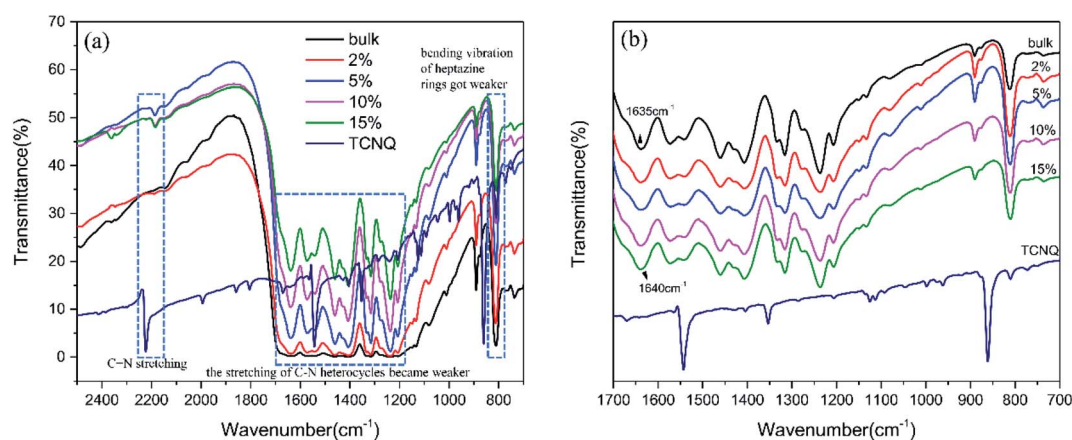 (a)
bulk
2%
5%
10%
15%
TCNQ
bending vibration
of heptazine
rings got weaker
C=N stretching
the stretching of C-N heterocycles became weaker
70
60
50
40
30
20
10
0
Transmittance(%)
2400 2200 2000 1800 1600 1400 1200 1000 800
Wavenumber(cm-1)
(b)
bulk
2%
5%
10%
15%
TCNQ
1635cm-1
1640cm-1
Transmittance(%)
1700 1600 1500 1400 1300 1200 1100 1000 900 800 700
Wavenumber(cm-1)